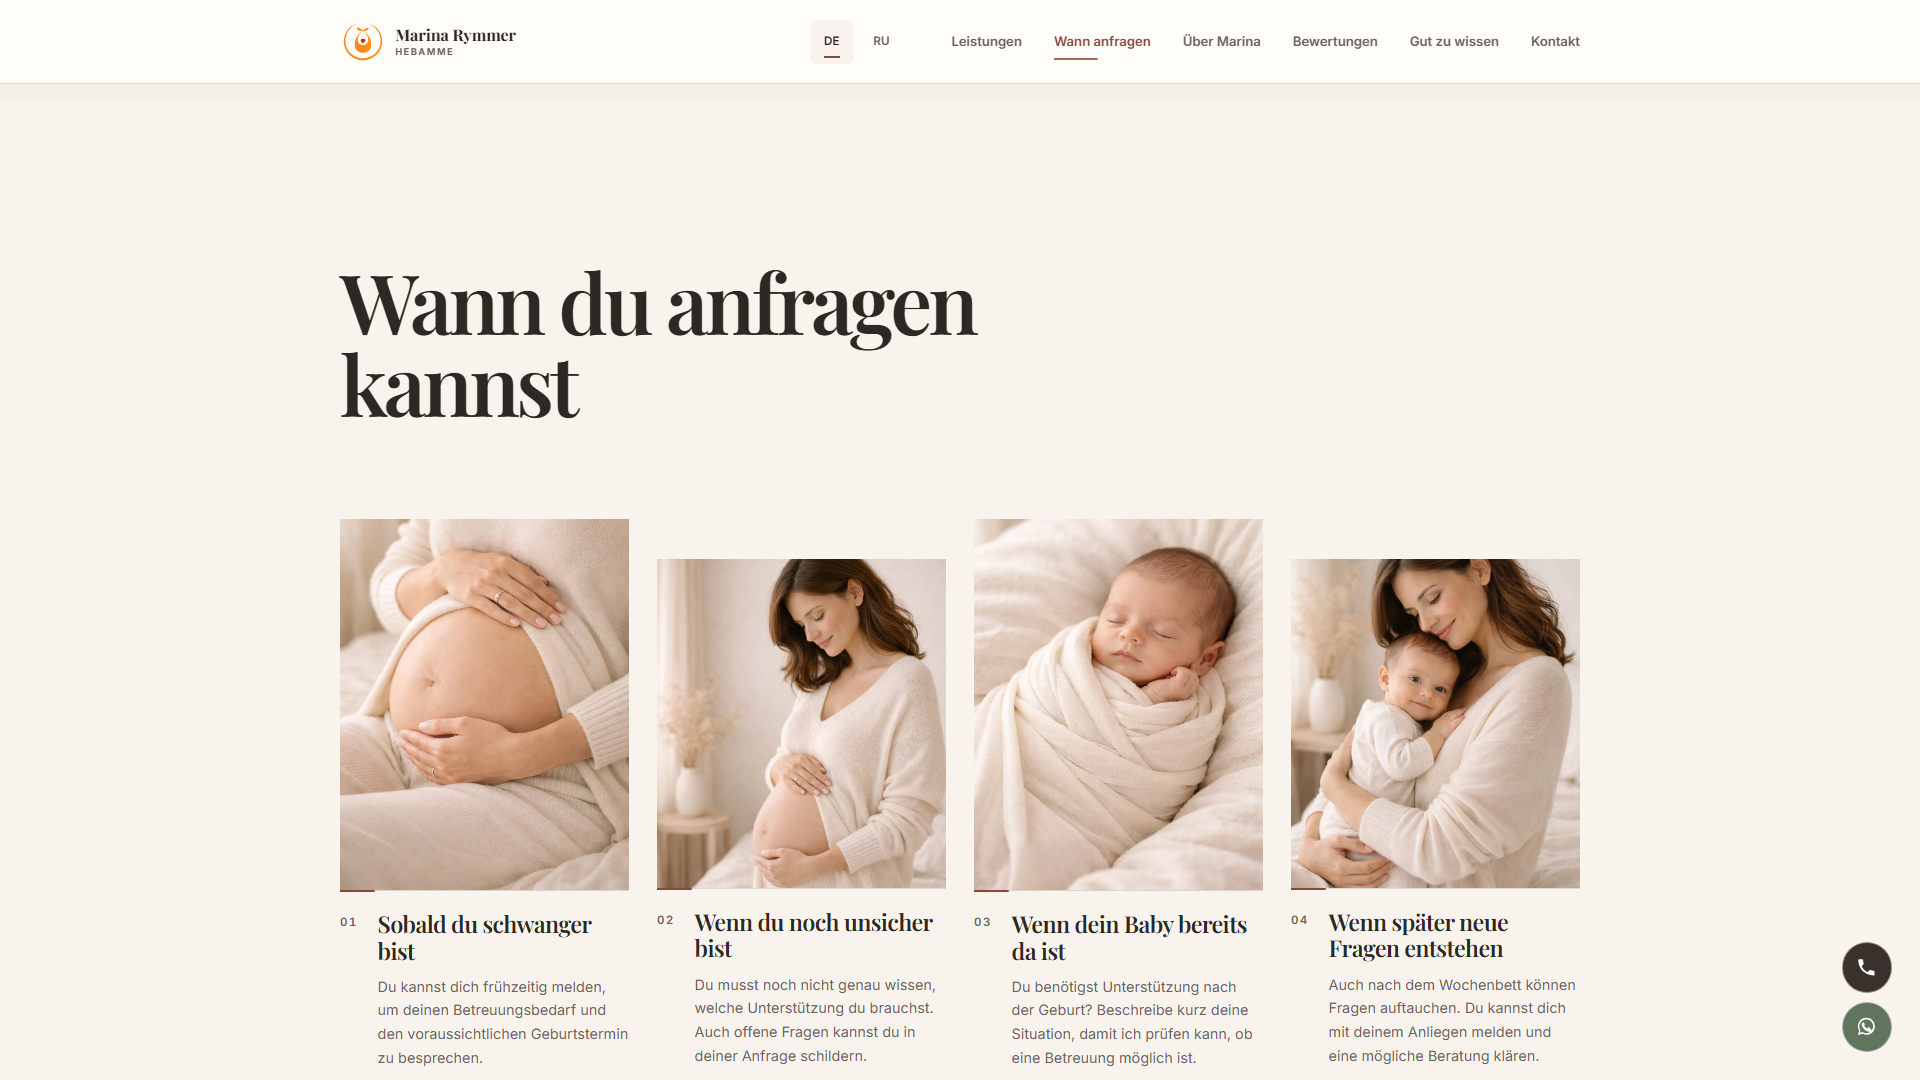 Marina Rymmer
HEBAMME
DE
RU
Leistungen
Wann anfragen
Über Marina
Bewertungen
Gut zu wissen
Kontakt
Wann du anfragen
kannst
01
Sobald du schwanger
bist
Du kannst dich frühzeitig melden,
um deinen Betreuungsbedarf und
den voraussichtlichen Geburtstermin
zu besprechen.
02
Wenn du noch unsicher
bist
Du musst noch nicht genau wissen,
welche Unterstützung du brauchst.
Auch offene Fragen kannst du in
deiner Anfrage schildern.
03
Wenn dein Baby bereits
da ist
Du benötigst Unterstützung nach
der Geburt? Beschreibe kurz deine
Situation, damit ich prüfen kann, ob
eine Betreuung möglich ist.
04
Wenn später neue
Fragen entstehen
Auch nach dem Wochenbett können
Fragen auftauchen. Du kannst dich
mit deinem Anliegen melden und
eine mögliche Beratung klären.